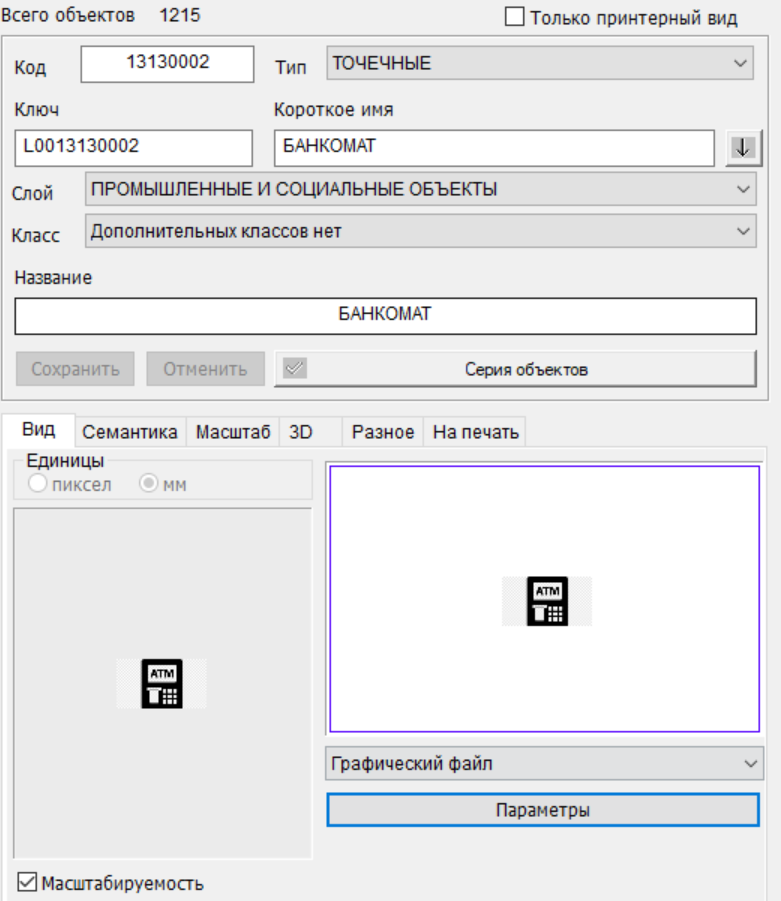 Всего объектов 1215
Только принтерный вид
Код 13130002 Тип ТОЧЕЧНЫЕ
Ключ Короткое имя
L0013130002 БАНКОМАТ
Слой ПРОМЫШЛЕННЫЕ И СОЦИАЛЬНЫЕ ОБЪЕКТЫ
Класс Дополнительных классов нет
Название
БАНКОМАТ
Сохранить Отменить Серия объектов
Вид Семантика Масштаб 3D Разное На печать
Единицы
пиксел мм
ATM
ATM
Графический файл
Параметры
Масштабируемость